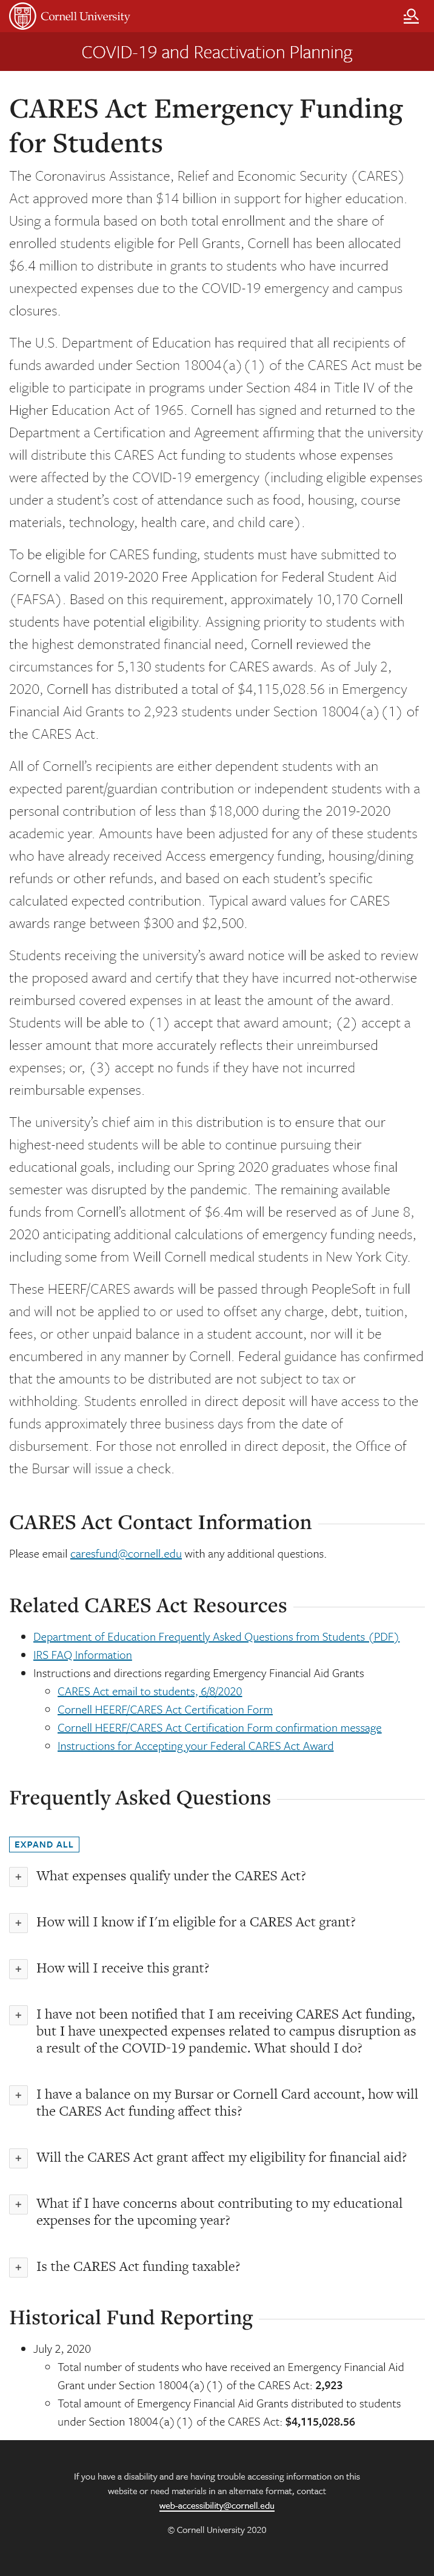 Cornell University
COVID-19 and Reactivation Planning
CARES Act Emergency Funding
for Students
The Coronavirus Assistance, Relief and Economic Security (CARES)
Act approved more than $14 billion in support for higher education.
Using a formula based on both total enrollment and the share of
enrolled students eligible for Pell Grants, Cornell has been allocated
$6.4 million to distribute in grants to students who have incurred
unexpected expenses due to the COVID-19 emergency and campus
closures.
The U.S. Department of Education has required that all recipients of
funds awarded under Section 18004(a)(1) of the CARES Act must be
eligible to participate in programs under Section 484 in Title IV of the
Higher Education Act of 1965. Cornell has signed and returned to the
Department a Certification and Agreement affirming that the university
will distribute this CARES Act funding to students whose expenses
were affected by the COVID-19 emergency (including eligible expenses
under a student's cost of attendance such as food, housing, course
materials, technology, health care, and child care).
To be eligible for CARES funding, students must have submitted to
Cornell a valid 2019-2020 Free Application for Federal Student Aid
(FAFSA). Based on this requirement, approximately 10,170 Cornell
students have potential eligibility. Assigning priority to students with
the highest demonstrated financial need, Cornell reviewed the
circumstances for 5,130 students for CARES awards. As of July 2,
2020, Cornell has distributed a total of $4,115,028.56 in Emergency
Financial Aid Grants to 2,923 students under Section 18004(a)(1) of
the CARES Act.
All of Cornell's recipients are either dependent students with an
expected parent/guardian contribution or independent students with a
personal contribution of less than $18,000 during the 2019-2020
academic year. Amounts have been adjusted for any of these students
who have already received Access emergency funding, housing/dining
refunds or other refunds, and based on each student's specific
calculated expected contribution. Typical award values for CARES
awards range between $300 and $2,500.
Students receiving the university's award notice will be asked to review
the proposed award and certify that they have incurred not-otherwise
reimbursed covered expenses in at least the amount of the award.
Students will be able to (1) accept that award amount; (2) accept a
lesser amount that more accurately reflects their unreimbursed
expenses; or, (3) accept no funds if they have not incurred
reimbursable expenses.
The university's chief aim in this distribution is to ensure that our
highest-need students will be able to continue pursuing their
educational goals, including our Spring 2020 graduates whose final
semester was disrupted by the pandemic. The remaining available
funds from Cornell's allotment of $6.4m will be reserved as of June 8,
2020 anticipating additional calculations of emergency funding needs,
including some from Weill Cornell medical students in New York City.
These HEERF/CARES awards will be passed through PeopleSoft in full
and will not be applied to or used to offset any charge, debt, tuition,
fees, or other unpaid balance in a student account, nor will it be
encumbered in any manner by Cornell. Federal guidance has confirmed
that the amounts to be distributed are not subject to tax or
withholding. Students enrolled in direct deposit will have access to the
funds approximately three business days from the date of
disbursement. For those not enrolled in direct deposit, the Office of
the Bursar will issue a check.
CARES Act Contact Information
Please email caresfund@cornell.edu with any additional questions.
Related CARES Act Resources
Department of Education Frequently Asked Questions from Students (PDF)
IRS FAQ Information
Instructions and directions regarding Emergency Financial Aid Grants
CARES Act email to students, 6/8/2020
Cornell HEERF/CARES Act Certification Form
Cornell HEERF/CARES Act Certification Form confirmation message
Instructions for Accepting your Federal CARES Act Award
Frequently Asked Questions
EXPAND ALL
+ What expenses qualify under the CARES Act?
+ How will I know if I'm eligible for a CARES Act grant?
+ How will I receive this grant?
+ I have not been notified that I am receiving CARES Act funding,
but I have unexpected expenses related to campus disruption as
a result of the COVID-19 pandemic. What should I do?
+ I have a balance on my Bursar or Cornell Card account, how will
the CARES Act funding affect this?
+ Will the CARES Act grant affect my eligibility for financial aid?
+ What if I have concerns about contributing to my educational
expenses for the upcoming year?
+ Is the CARES Act funding taxable?
Historical Fund Reporting
July 2, 2020
Total number of students who have received an Emergency Financial Aid
Grant under Section 18004(a)(1) of the CARES Act: 2,923
Total amount of Emergency Financial Aid Grants distributed to students
under Section 18004(a)(1) of the CARES Act: $4,115,028.56
If you have a disability and are having trouble accessing information on this
website or need materials in an alternate format, contact
web-accessibility@cornell.edu
© Cornell University 2020